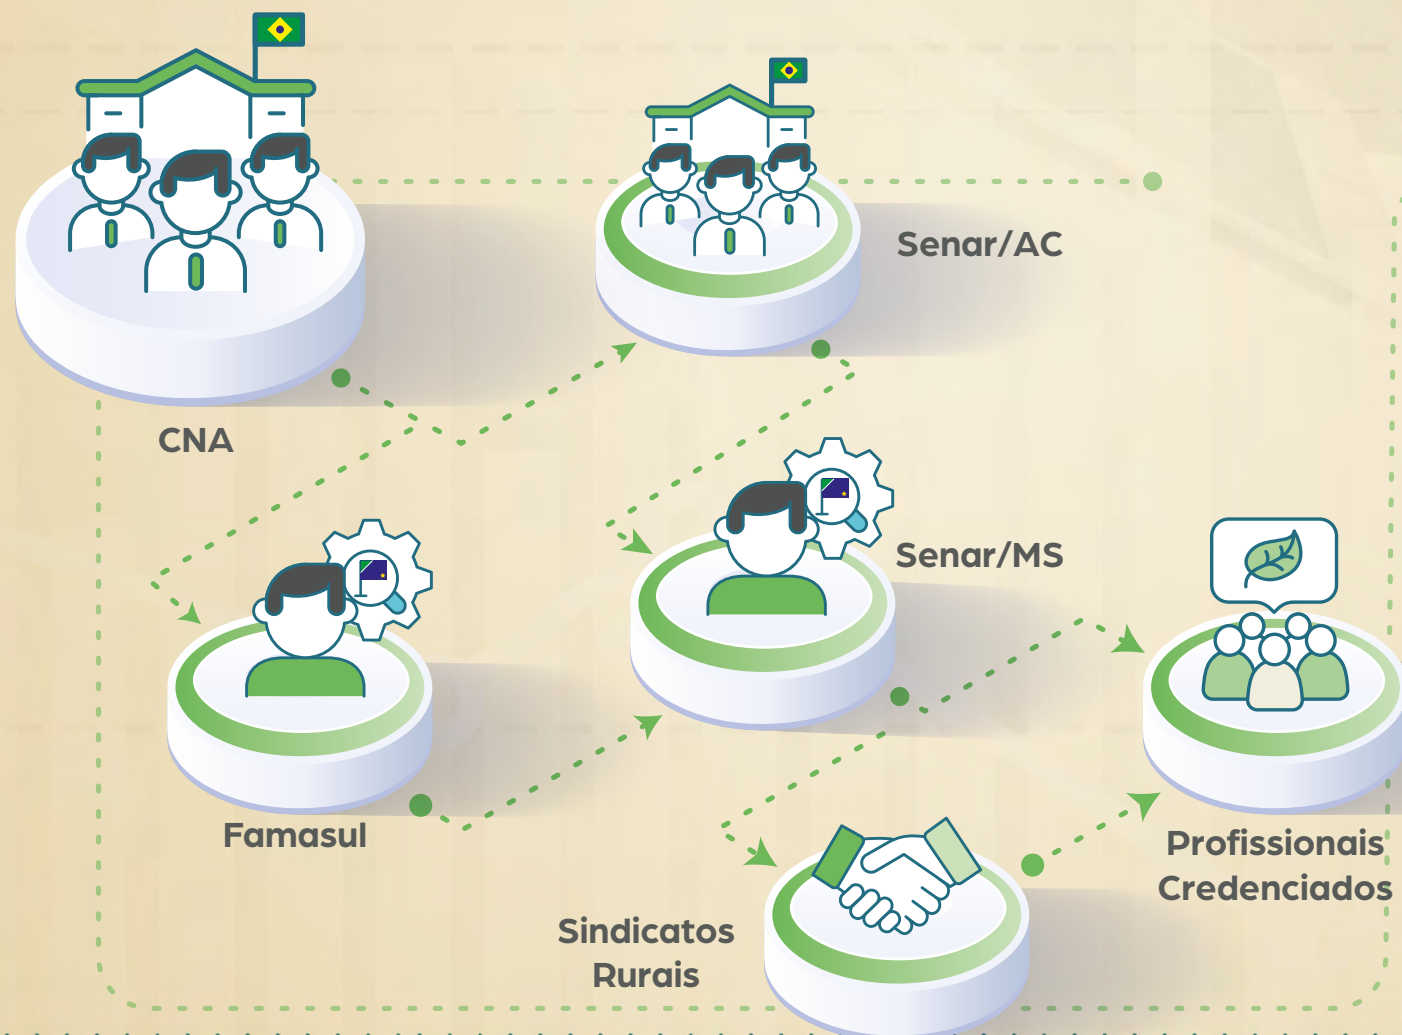 Senar/AC
CNA
Senar/MS
Famasul
Profissionais
Credenciados
Sindicatos
Rurais